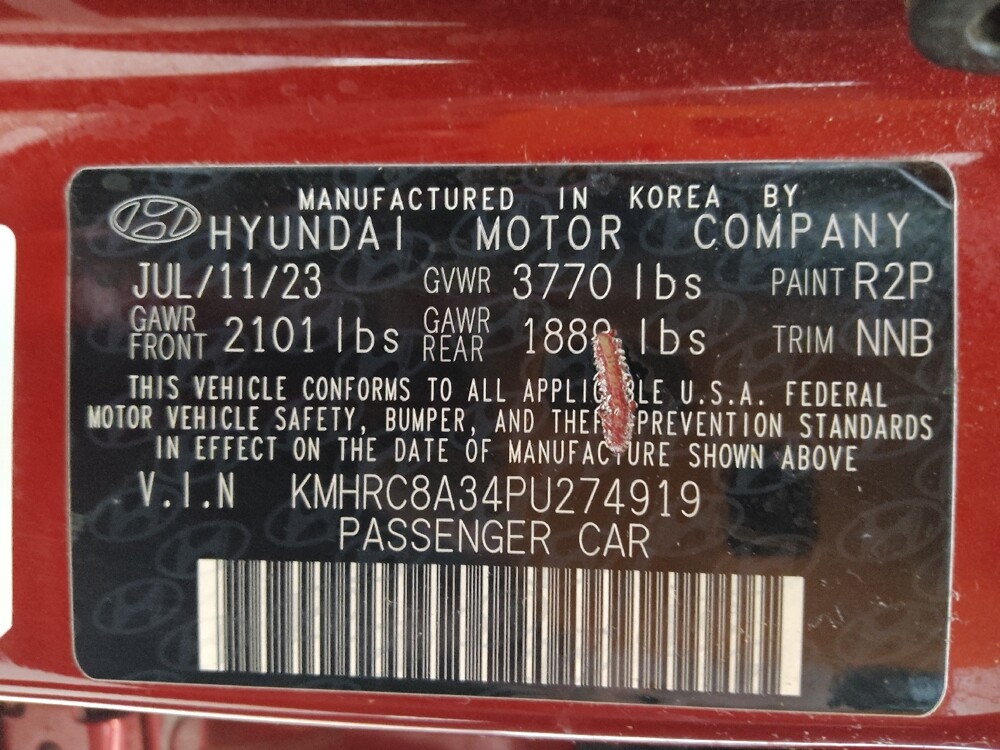 MANUFACTURED IN KOREA BY
HYUNDAI MOTOR COMPANY
JUL/11/23 GVWR 3770 lbs PAINT R2P
GAWR FRONT 2101 lbs GAWR REAR lbs TRIM NNB
THIS VEHICLE CONFORMS TO ALL U.S.A. FEDERAL
MOTOR VEHICLE SAFETY, BUMPER, AND THEFT PREVENTION STANDARDS
IN EFFECT ON THE DATE OF MANUFACTURE SHOWN ABOVE
V.I.N KMHRC8A34PU274919
PASSENGER CAR